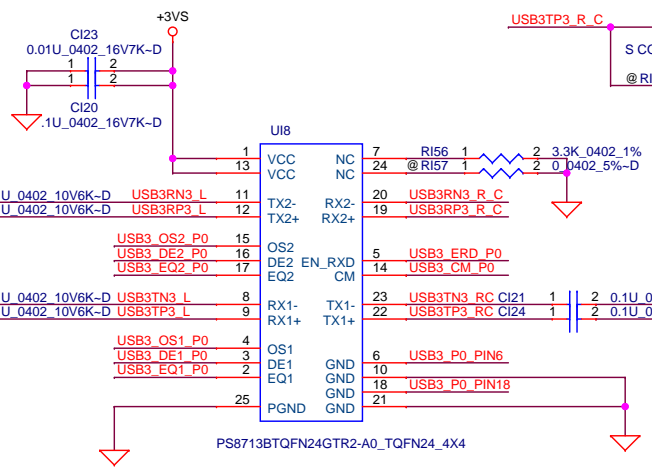 +3VS
USB3TP3_R_C
CI23
0.01U_0402_16V7K~D
1 2
1 2
CI20
.1U_0402_16V7K~D
S CO
@ RI
UI8
1 VCC NC 7 RI56 1 2 3.3K_0402_1%
13 VCC NC 24 @ RI57 1 2 0_0402_5%~D
U_0402_10V6K~D USB3RN3_L 11 TX2- RX2- 20 USB3RN3_R_C
U_0402_10V6K~D USB3RP3_L 12 TX2+ RX2+ 19 USB3RP3_R_C
USB3_OS2_P0 15 OS2
USB3_DE2_P0 16 DE2 EN_RXD 5 USB3_ERD_P0
USB3_EQ2_P0 17 EQ2 CM 14 USB3_CM_P0
U_0402_10V6K~D USB3TN3_L 8 RX1- TX1- 23 USB3TN3_RC CI21 1 2 0.1U_0
U_0402_10V6K~D USB3TP3_L 9 RX1+ TX1+ 22 USB3TP3_RC CI24 1 2 0.1U_0
USB3_OS1_P0 4 OS1
USB3_DE1_P0 3 DE1 GND 6 USB3_P0_PIN6
USB3_EQ1_P0 2 EQ1 GND 10
GND 18 USB3_P0_PIN18
25 PGND GND 21
PS8713BTQFN24GTR2-A0_TQFN24_4X4